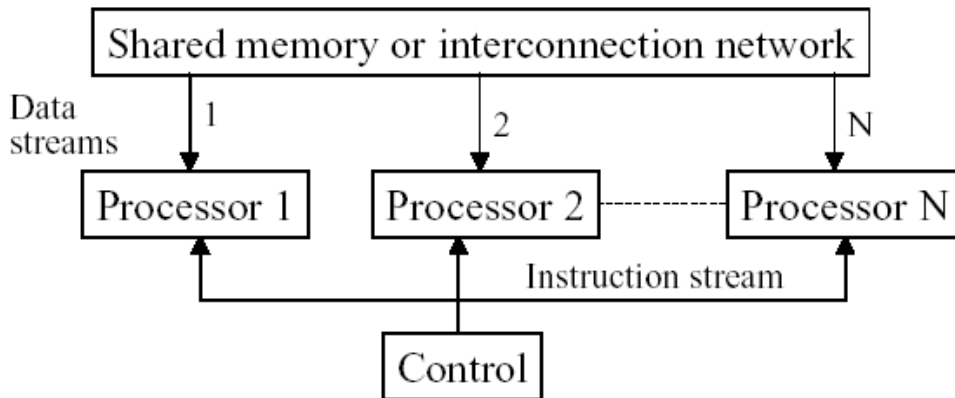 Shared memory or interconnection network
Data
streams
1
2
N
Processor 1
Processor 2
Processor N
Instruction stream
Control